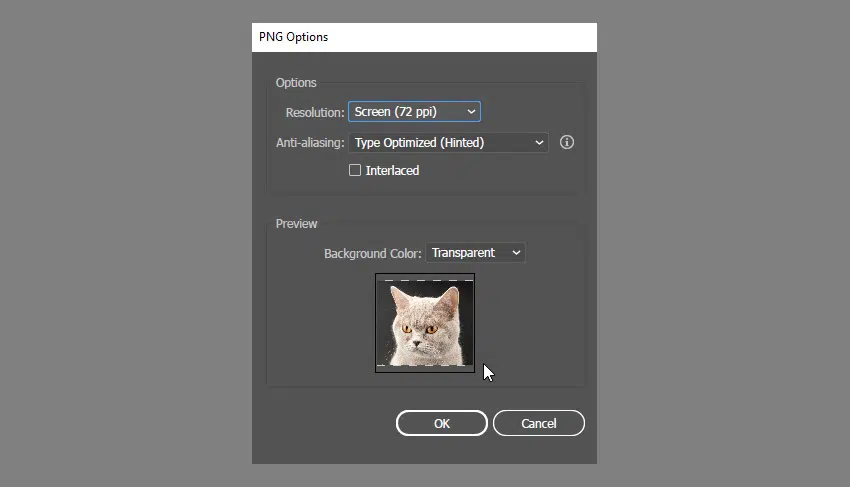 PNG Options
Options
Resolution: Screen (72 ppi)
Anti-aliasing: Type Optimized (Hinted)
Interlaced
Preview
Background Color: Transparent
OK Cancel